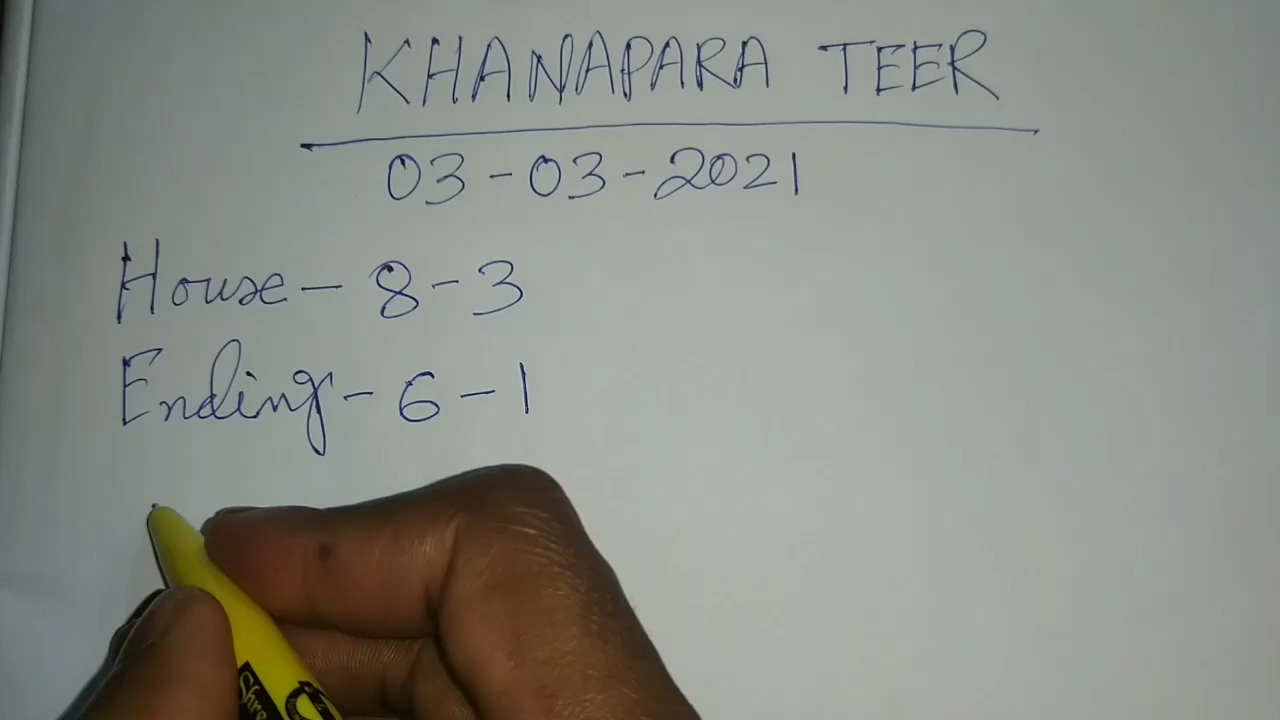 KHANAPARA TEER
03-03-2021
House - 8 - 3
Ending - 6 - 1